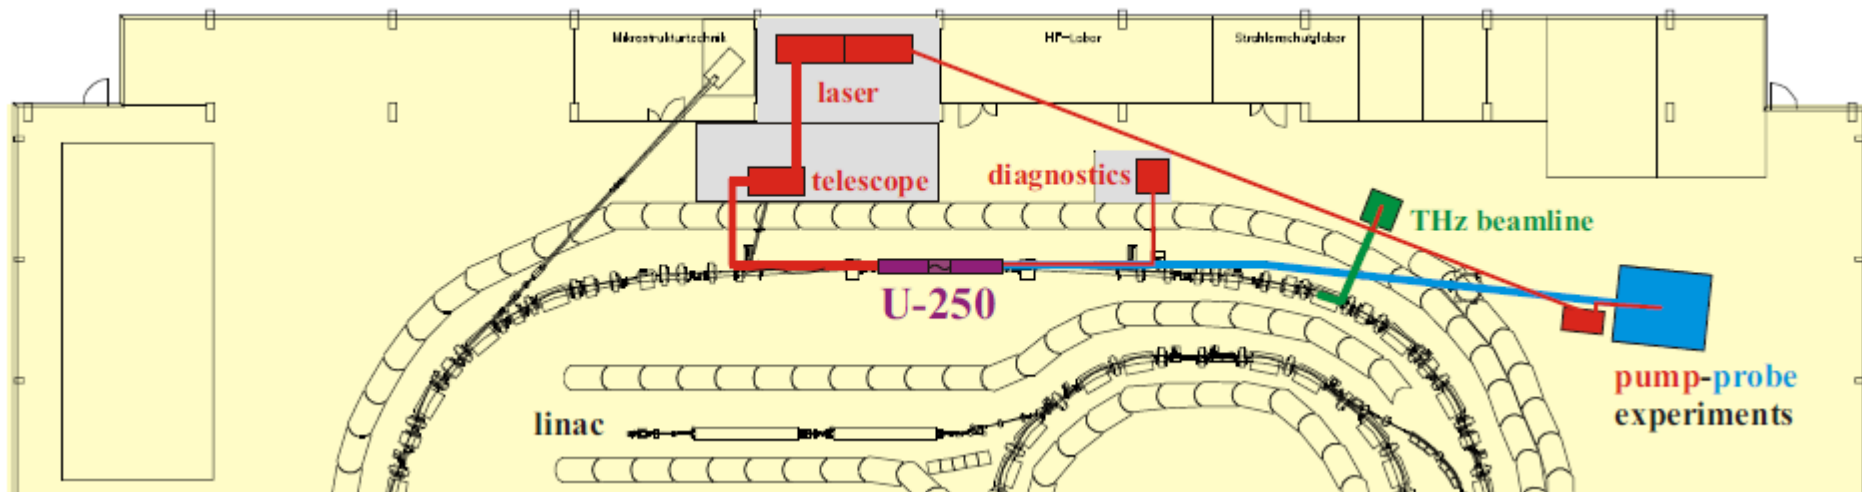 Mikrostrukturtechnik
HF-Labor
Strahlenschutzlabor
laser
telescope
diagnostics
THz beamline
U-250
pump-probe
experiments
linac